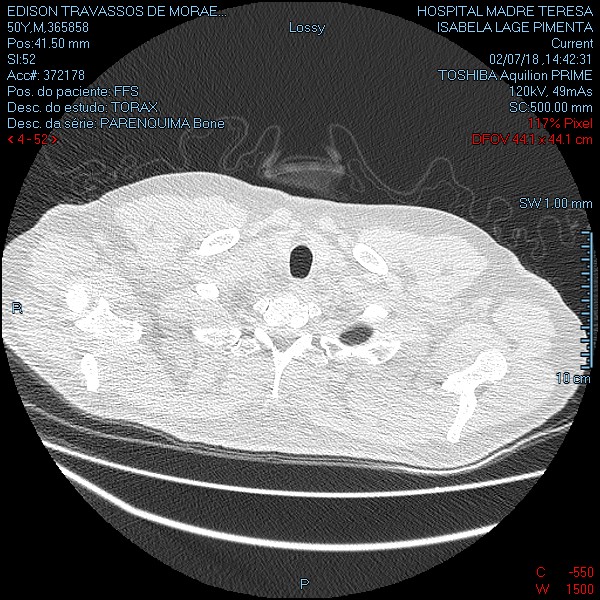 EDISON TRAVASSOS DE MORAE...
50Y,M,365858
Pos:41.50 mm
SI:52
Acc#: 372178
Pos. do paciente: FFS
Desc. do estudo: TORAX
Desc. da série: PARENQUIMA Bone
< 4 - 52 >
Lossy
HOSPITAL MADRE TERESA
ISABELA LAGE PIMENTA
Current
02/07/18 ,14:42:31
TOSHIBA Aquilion PRIME
120kV, 49mAs
SC:500.00 mm
117% Pixel
DFOV 44.1 x 44.1 cm
SW 1.00 mm
R
10 cm
P
C -550
W 1500